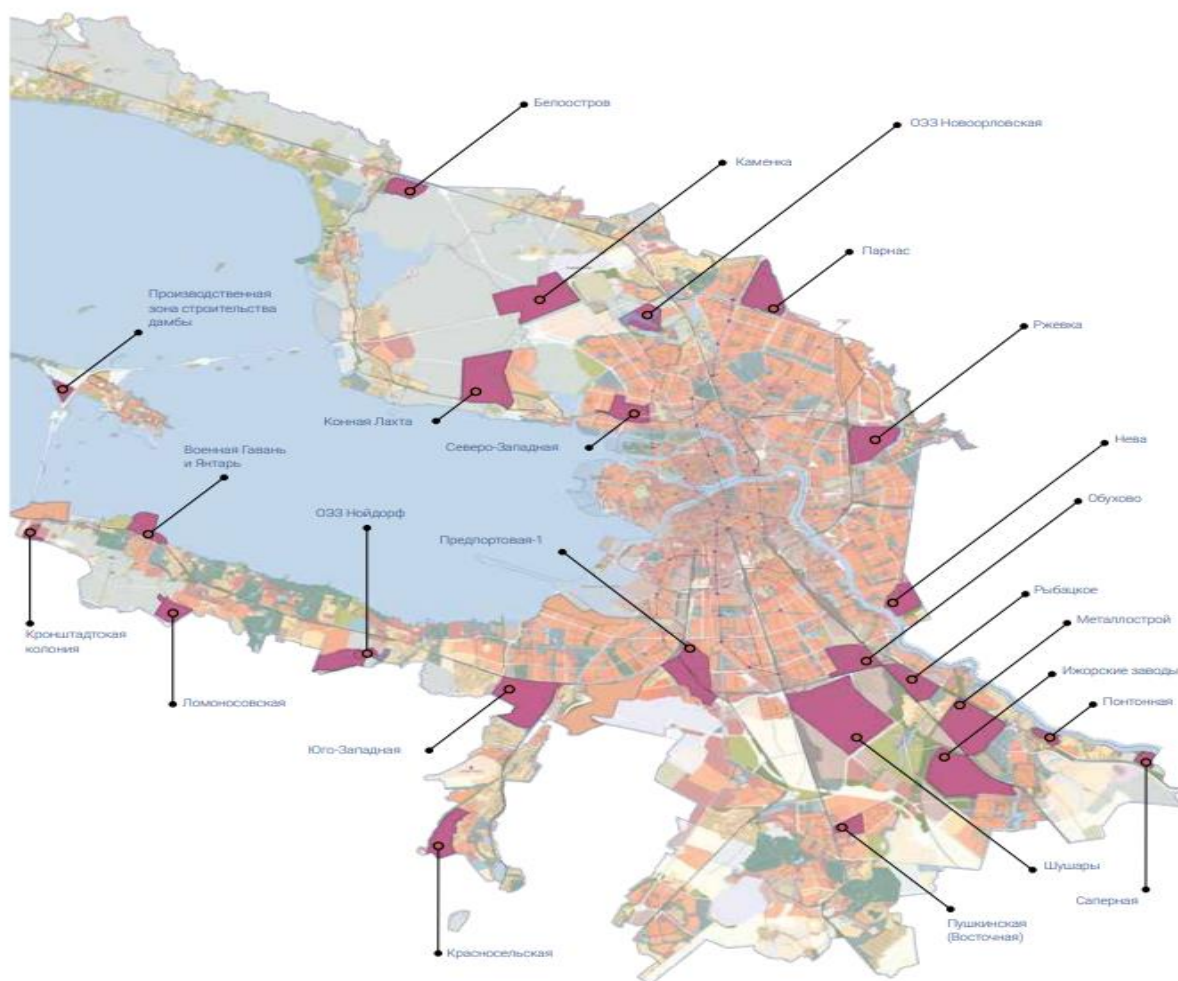 Белоостров
ОЭЗ Новоорловская
Каменка
Парнас
Производственная
зона строительства
дамбы
Ржевка
Конная Лахта
Северо-Западная
Военная Гавань
и Янтарь
Нева
ОЭЗ Нойдорф
Обухово
Предпортовая-1
Рыбацкое
Металлострой
Кронштадтская
колония
Ижорские заводы
Понтонная
Ломоносовская
Юго-Западная
Шушары
Саперная
Пушкинская
(Восточная)
Красносельская